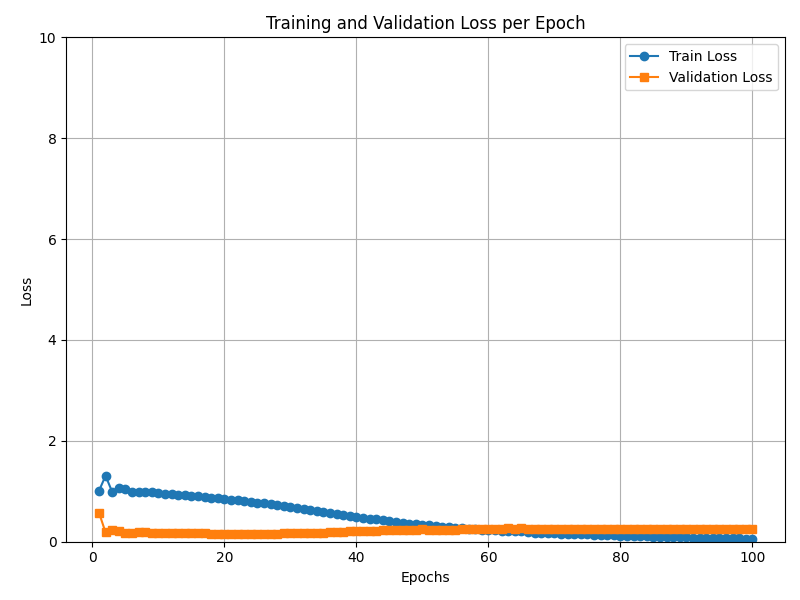 Training and Validation Loss per Epoch
10
8
6
4
2
0
Loss
Train Loss
Validation Loss
0 20 40 60 80 100
Epochs